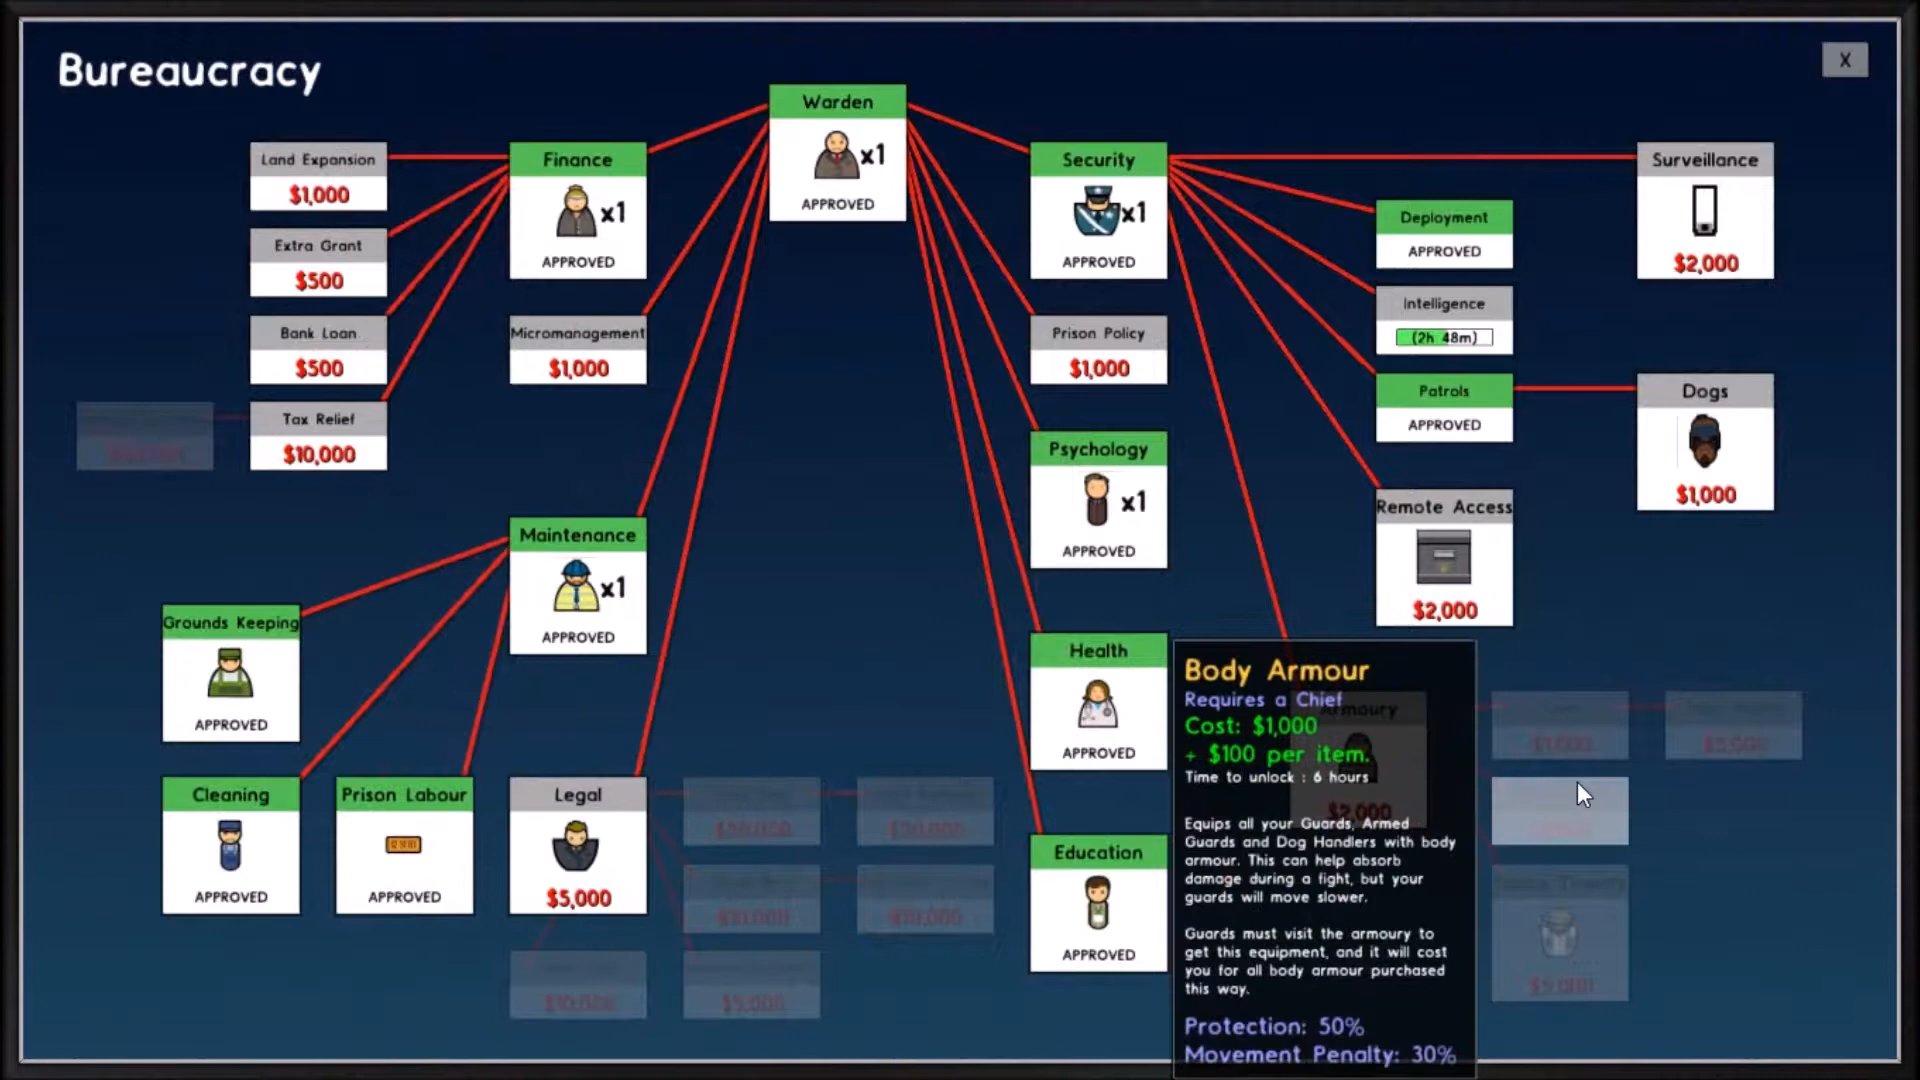 Bureaucracy
X
Warden
x1
APPROVED
Land Expansion
$1,000
Extra Grant
$500
Bank Loan
$500
Tax Relief
$10,000
Finance
x1
APPROVED
Micromanagement
$1,000
Security
x1
APPROVED
Prison Policy
$1,000
Deployment
APPROVED
Intelligence
(2h 48m)
Patrols
APPROVED
Remote Access
$2,000
Surveillance
$2,000
Dogs
$1,000
Psychology
x1
APPROVED
Maintenance
x1
APPROVED
Grounds Keeping
APPROVED
Cleaning
APPROVED
Prison Labour
APPROVED
Legal
$5,000
Health
APPROVED
Education
APPROVED
Armoury
$2,000
Body Armour
Requires a Chief
Cost: $1,000
+ $100 per item.
Time to unlock : 6 hours
Equips all your Guards, Armed
Guards and Dog Handlers with body
armour. This can help absorb
damage during a fight, but your
guards will move slower.
Guards must visit the armoury to
get this equipment, and it will cost
you for all body armour purchased
this way.
Protection: 50%
Movement Penalty: 30%